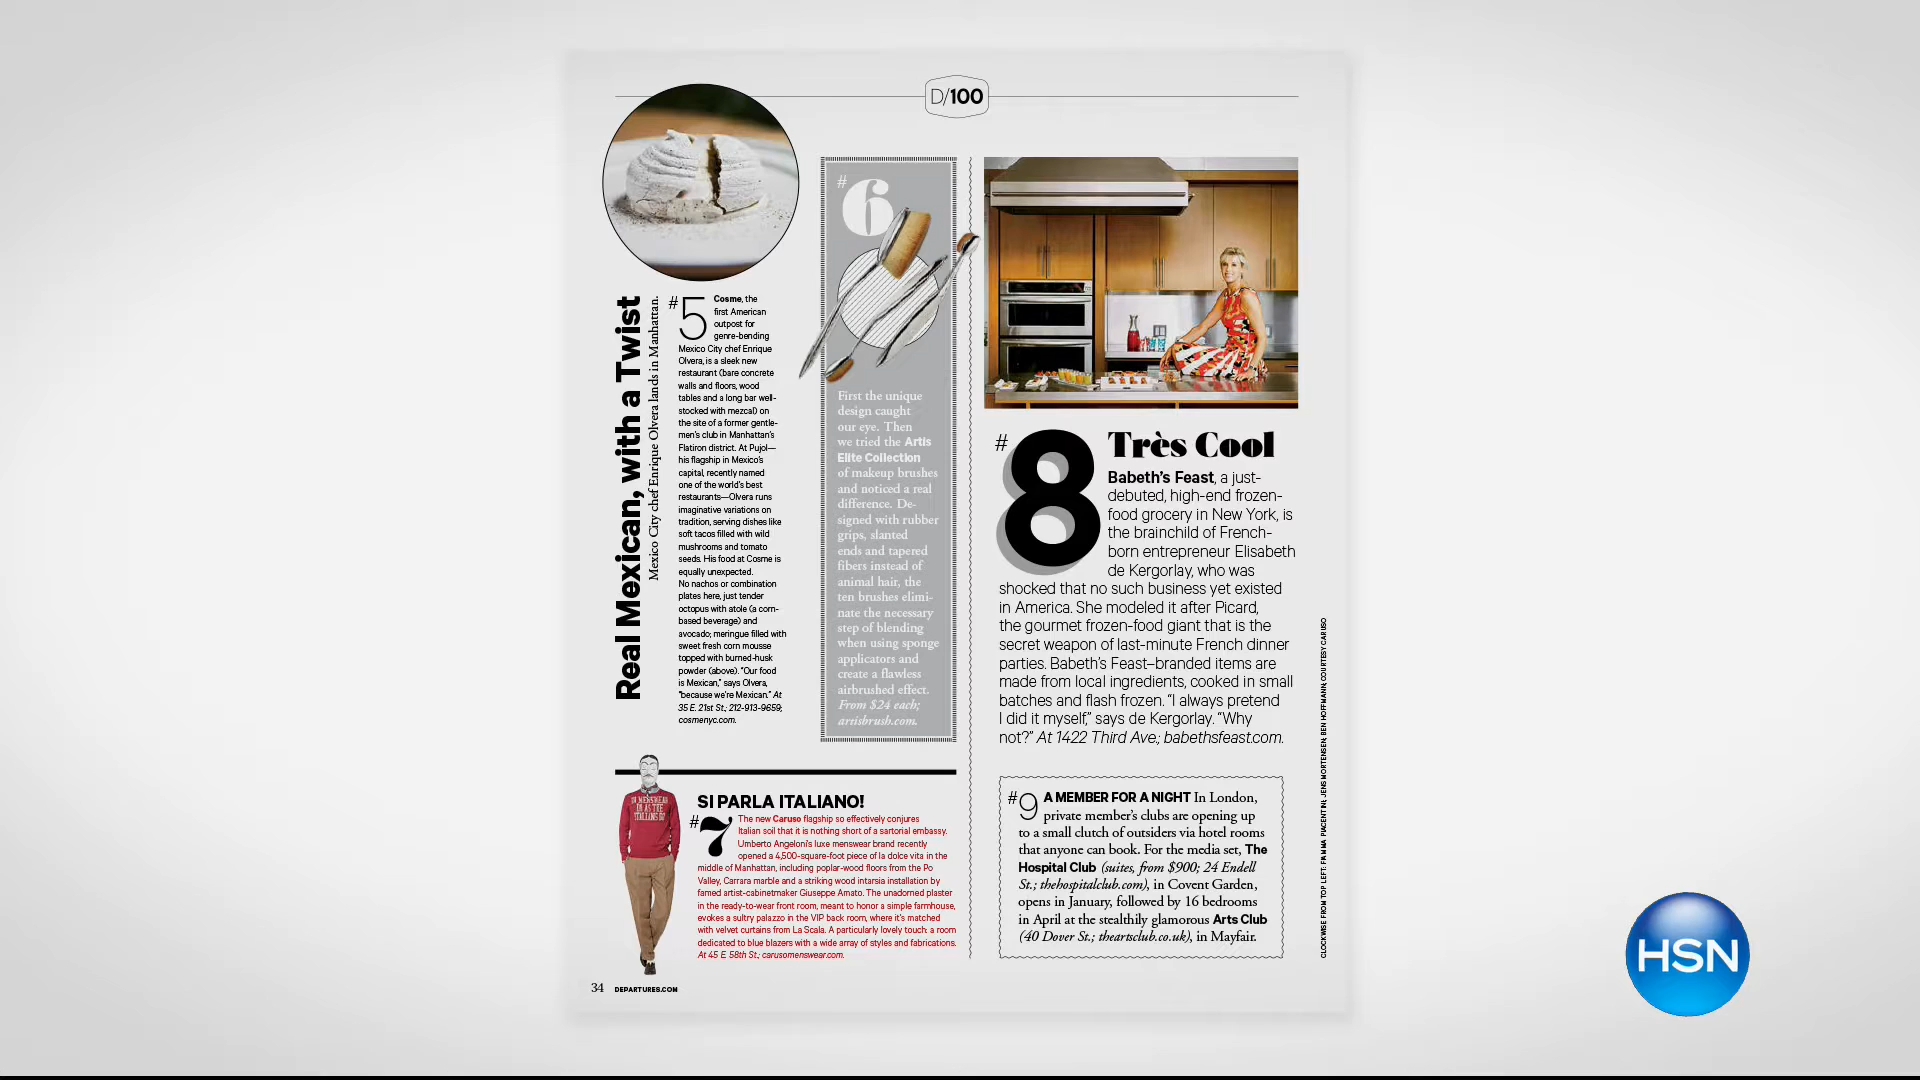 D/100
Real Mexican, with a Twist
Mexico City chef Enrique Olvera lands in Manhattan.
#5
Cosme, the
first American
outpost for
genre-bending
Mexico City chef Enrique
Olvera, is a sleek new
restaurant (bare concrete
walls and floors, wood
tables and a long bar well-
stocked with mezcal) on
the site of a former gentle-
men's club in Manhattan's
Flatiron district. At Pujol—
his flagship in Mexico's
capital, recently named
one of the world's best
restaurants—Olvera runs
imaginative variations on
tradition, serving dishes like
soft tacos filled with wild
mushrooms and tomato
seeds. His food at Cosme is
equally unexpected.
No nachos or combination
plates here, just tender
octopus with atole (a corn-
based beverage) and
avocado; meringue filled with
sweet fresh corn mousse
topped with burned-husk
powder (above). "Our food
is Mexican," says Olvera,
"because we're Mexican." At
35 E. 21st St.; 212-913-9659;
cosmenyc.com.
#6
First the unique
design caught
our eye. Then
we tried the Artis
Elite Collection
of makeup brushes
and noticed a real
difference. De-
signed with rubber
grips, slanted
ends and tapered
fibers instead of
animal hair, the
ten brushes elimi-
nate the necessary
step of blending
when using sponge
applicators and
create a flawless
airbrushed effect.
From $24 each;
artisbrush.com.
SI PARLA ITALIANO!
#7
The new Caruso flagship so effectively conjures
Italian soil that it is nothing short of a sartorial embassy.
Umberto Angeloni's luxe menswear brand recently
opened a 4,500-square-foot piece of la dolce vita in the
middle of Manhattan, including poplar-wood floors from the Po
Valley, Carrara marble and a striking wood intarsia installation by
famed artist-cabinetmaker Giuseppe Amato. The unadorned plaster
in the ready-to-wear front room, meant to honor a simple farmhouse,
evokes a sultry palazzo in the VIP back room, where it's matched
with velvet curtains from La Scala. A particularly lovely touch: a room
dedicated to blue blazers with a wide array of styles and fabrications.
At 45 E. 58th St.; carusomenswear.com.
#8
Très Cool
Babeth's Feast, a just-
debuted, high-end frozen-
food grocery in New York, is
the brainchild of French-
born entrepreneur Elisabeth
de Kergorlay, who was
shocked that no such business yet existed
in America. She modeled it after Picard,
the gourmet frozen-food giant that is the
secret weapon of last-minute French dinner
parties. Babeth's Feast–branded items are
made from local ingredients, cooked in small
batches and flash frozen. "I always pretend
I did it myself," says de Kergorlay. "Why
not?" At 1422 Third Ave.; babethsfeast.com.
#9
A MEMBER FOR A NIGHT In London,
private member's clubs are opening up
to a small clutch of outsiders via hotel rooms
that anyone can book. For the media set, The
Hospital Club (suites, from $900; 24 Endell
St.; thehospitalclub.com), in Covent Garden,
opens in January, followed by 16 bedrooms
in April at the stealthily glamorous Arts Club
(40 Dover St.; theartsclub.co.uk), in Mayfair.
CLOCKWISE FROM TOP LEFT: FIAMMA PIACENTINI; JENS MORTENSEN; BEN HOFFMANN; COURTESY CARUSO
34 DEPARTURES.COM
HSN